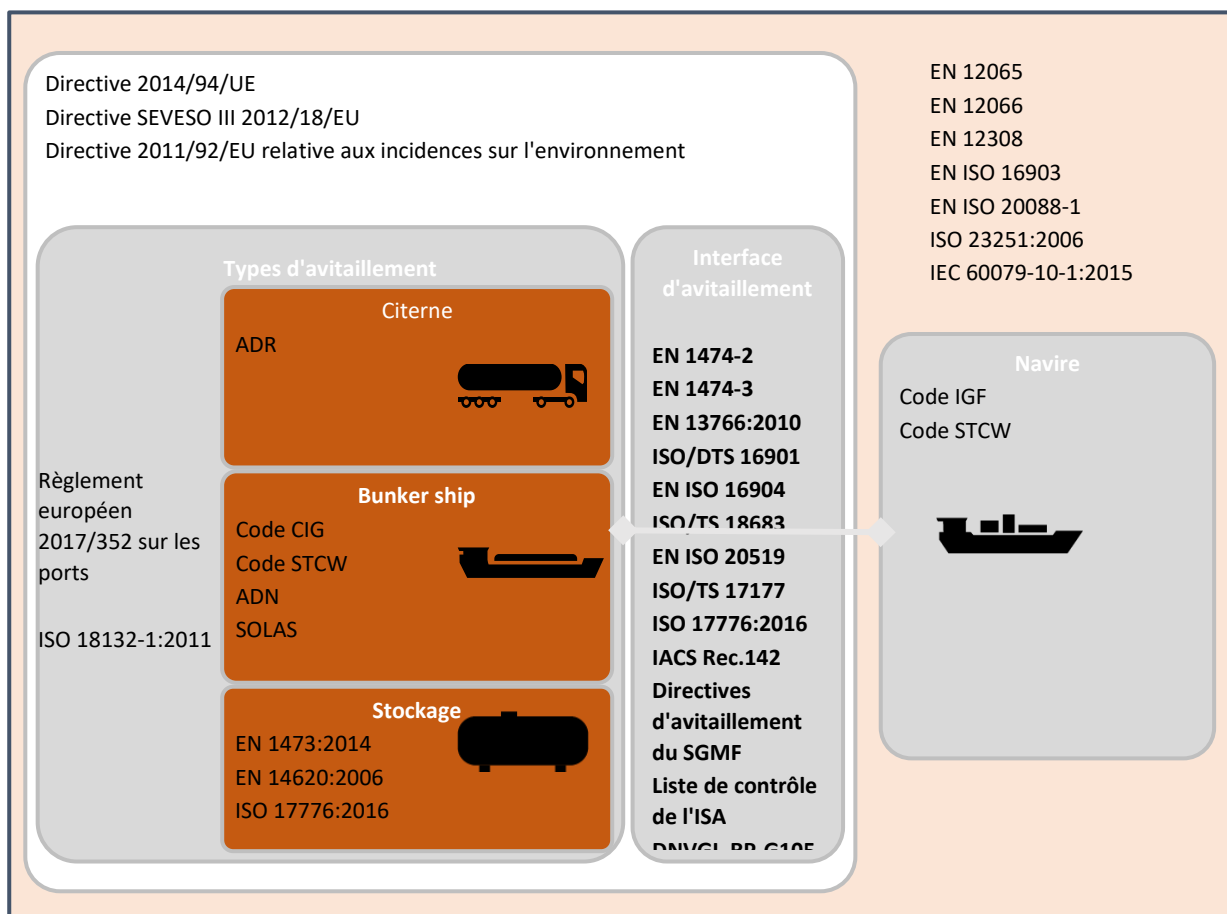 Directive 2014/94/UE
Directive SEVESO III 2012/18/EU
Directive 2011/92/EU relative aux incidences sur l'environnement
EN 12065
EN 12066
EN 12308
EN ISO 16903
EN ISO 20088-1
ISO 23251:2006
IEC 60079-10-1:2015
Règlement
européen
2017/352 sur les
ports
ISO 18132-1:2011
Types d'avitaillement
Citerne
ADR
Bunker ship
Code CIG
Code STCW
ADN
SOLAS
Stockage
EN 1473:2014
EN 14620:2006
ISO 17776:2016
Interface
d'avitaillement
EN 1474-2
EN 1474-3
EN 13766:2010
ISO/DTS 16901
EN ISO 16904
ISO/TS 18683
EN ISO 20519
ISO/TS 17177
ISO 17776:2016
IACS Rec.142
Directives
d'avitaillement
du SGMF
Liste de contrôle
de l'ISA
DNVGL-RP-G105
Navire
Code IGF
Code STCW